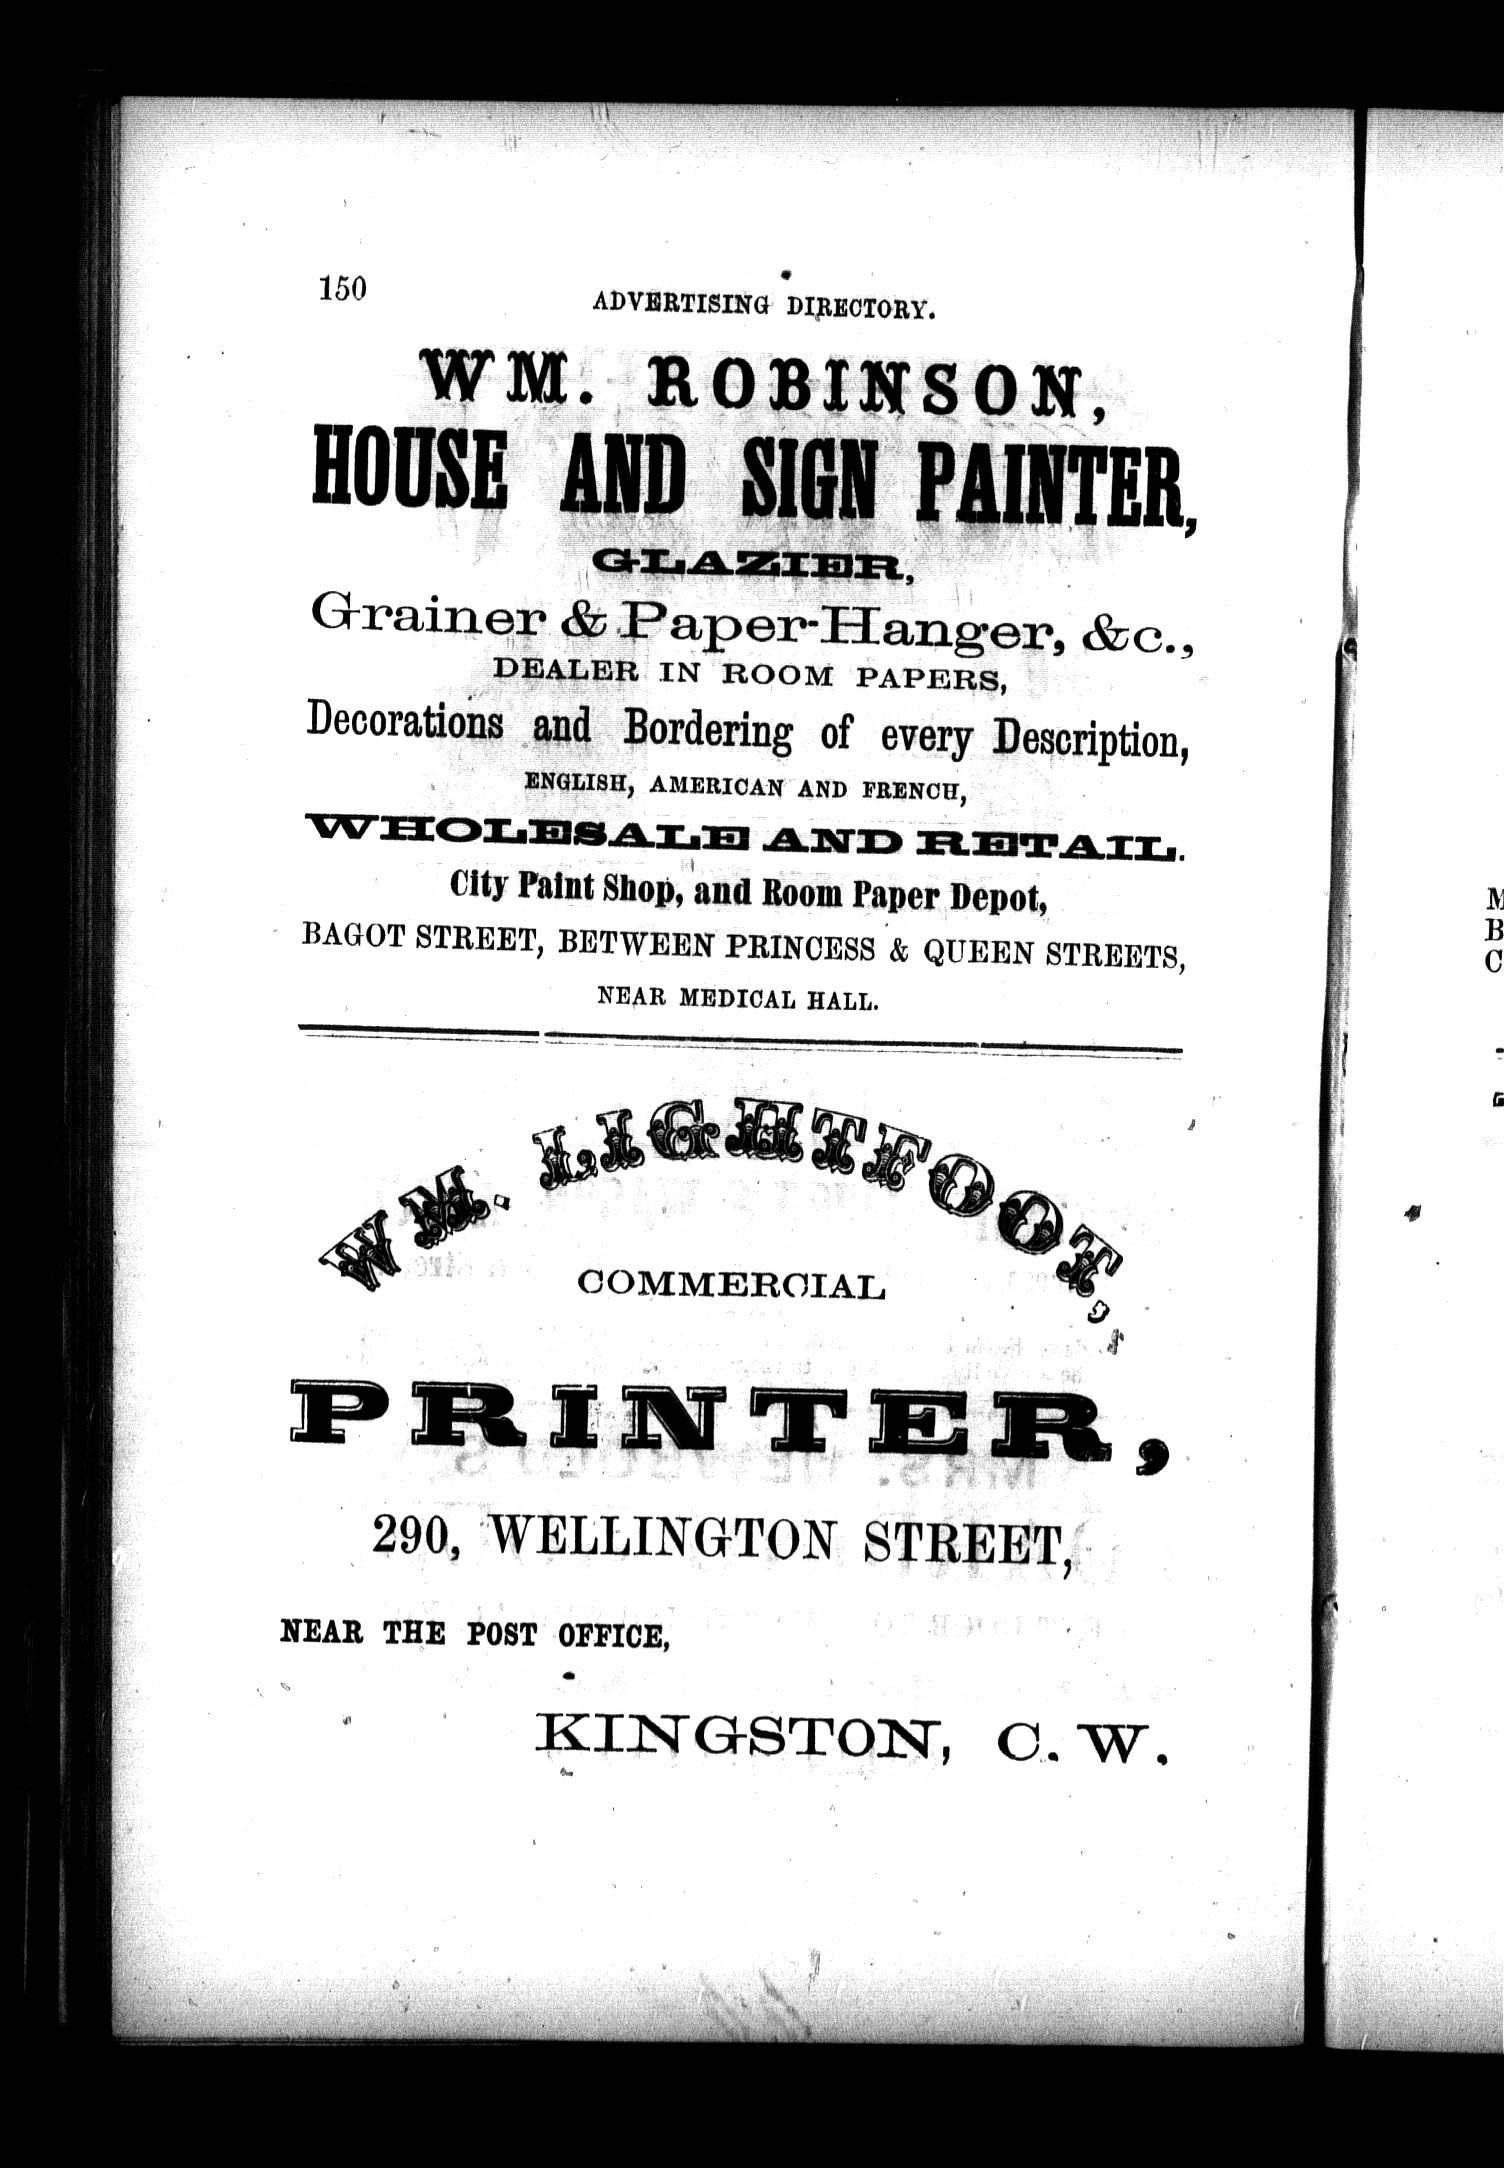 150
ADVERTISING DIRECTORY.
WM. ROBINSON,
HOUSE AND SIGN PAINTER,
GLAZIER,
Grainer & Paper-Hanger, &c.,
DEALER IN ROOM PAPERS,
Decorations and Bordering of every Description,
ENGLISH, AMERICAN AND FRENCH,
WHOLESALE AND RETAIL.
City Paint Shop, and Room Paper Depot,
BAGOT STREET, BETWEEN PRINCESS & QUEEN STREETS,
NEAR MEDICAL HALL.
WM. LIGHTFOOT,
COMMERCIAL
PRINTER,
290, WELLINGTON STREET,
NEAR THE POST OFFICE,
KINGSTON, C. W.